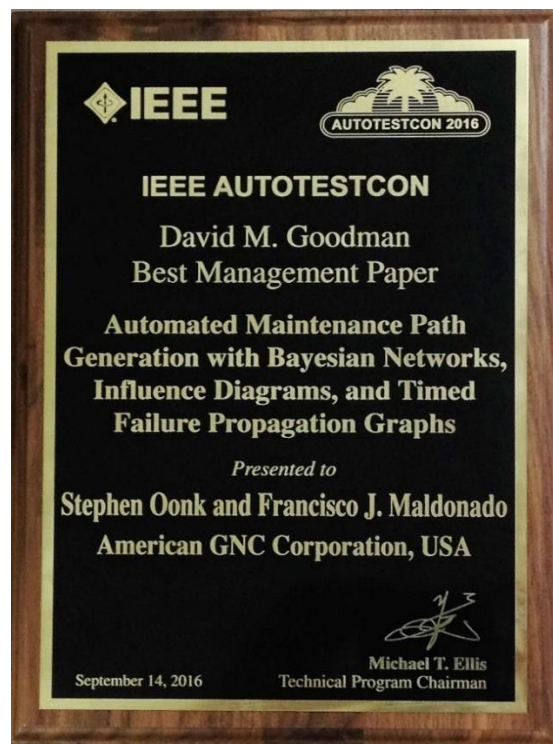 IEEE
AUTOTESTCON 2016
IEEE AUTOTESTCON
David M. Goodman
Best Management Paper
Automated Maintenance Path
Generation with Bayesian Networks,
Influence Diagrams, and Timed
Failure Propagation Graphs
Presented to
Stephen Oonk and Francisco J. Maldonado
American GNC Corporation, USA
Michael T. Ellis
September 14, 2016 Technical Program Chairman